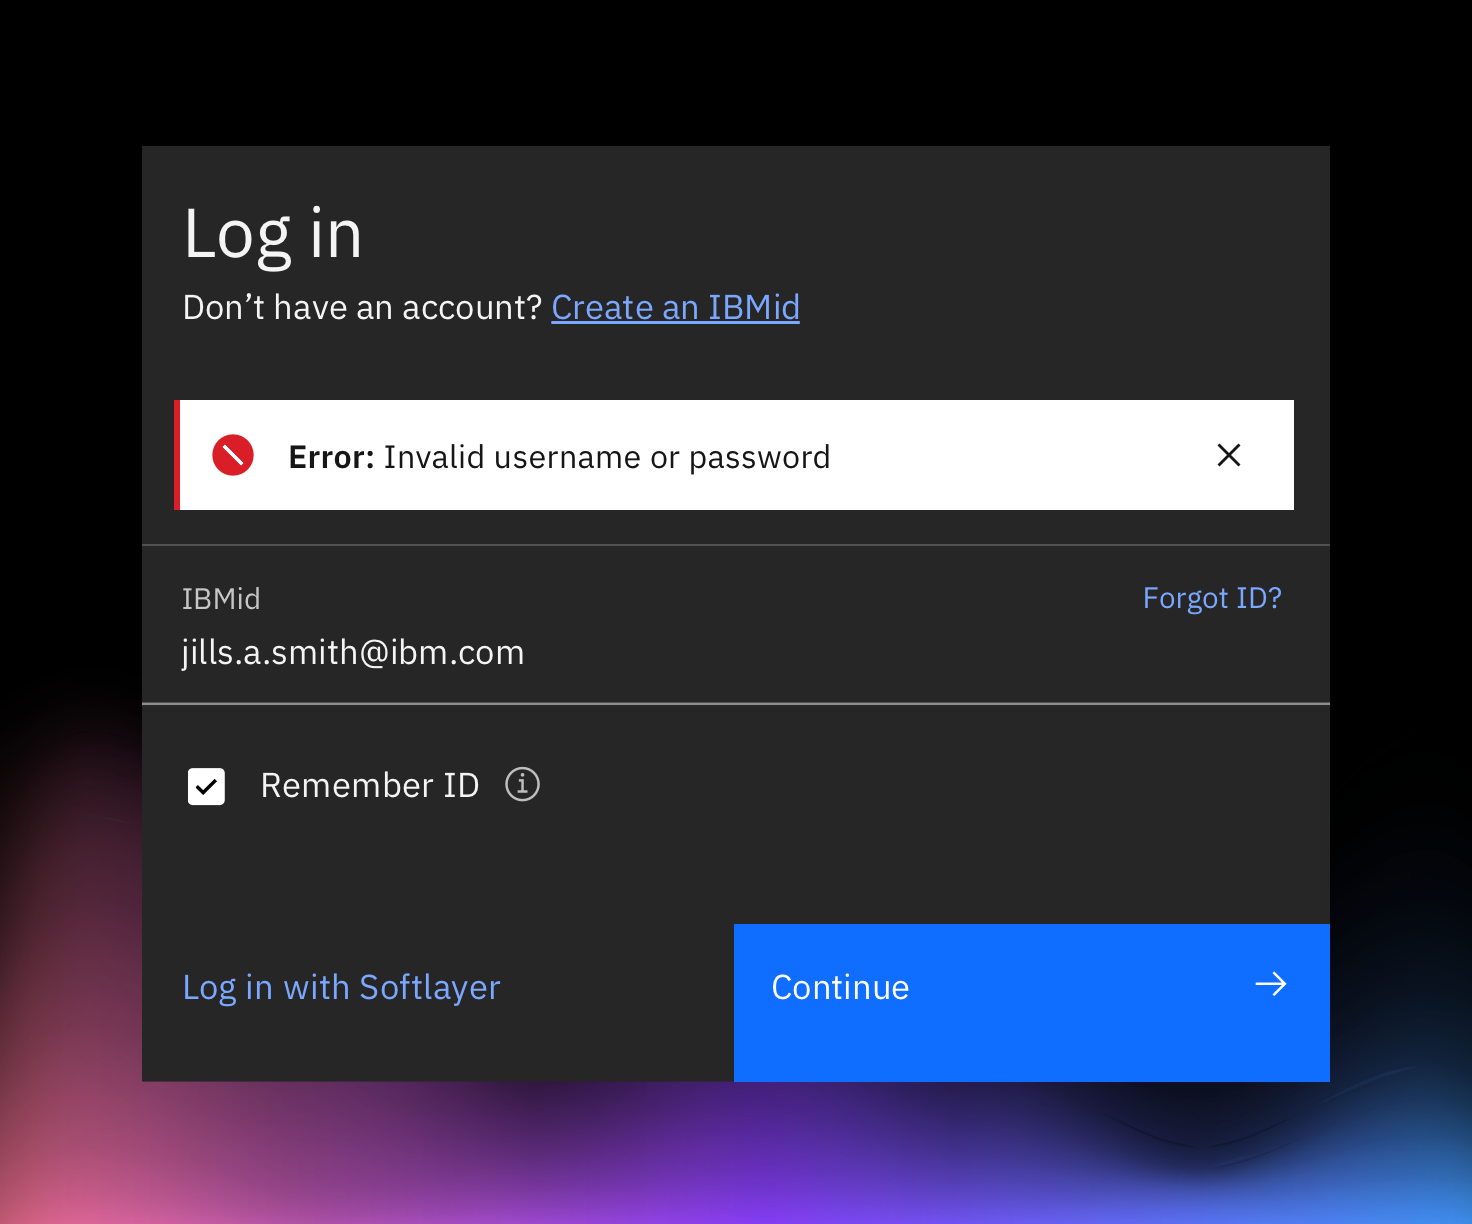 Log in
Don’t have an account? Create an IBMid
Error: Invalid username or password
IBMid
Forgot ID?
jills.a.smith@ibm.com
Remember ID
Log in with Softlayer
Continue